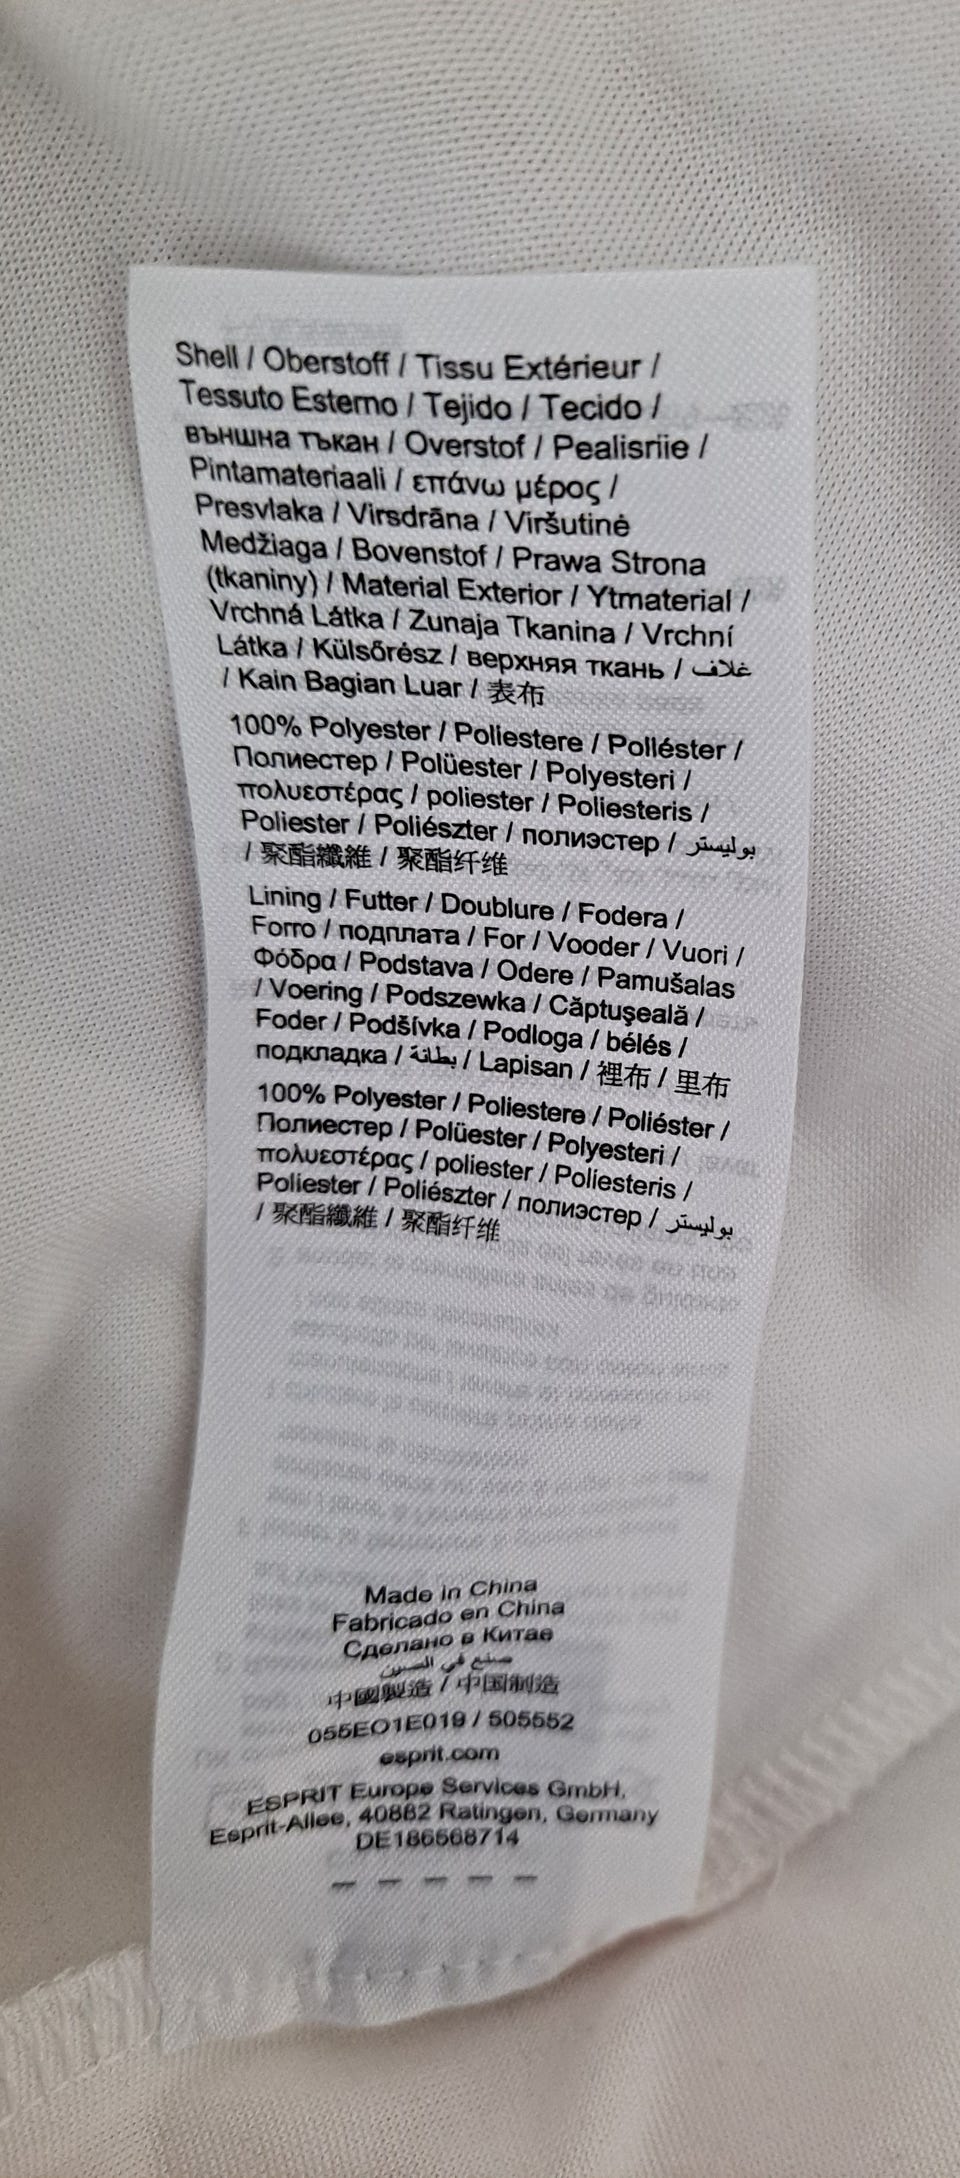 Shell / Oberstoff / Tissu Extérieur /
Tessuto Esterno / Tejido / Tecido /
външна тъкан / Overstof / Pealisriie /
Pintamateriaali / επάνω μέρος /
Presvlaka / Virsdrāna / Viršutinė
Medžiaga / Bovenstof / Prawa Strona
(tkaniny) / Material Exterior / Ytmaterial /
Vrchná Látka / Zunaja Tkanina / Vrchní
Látka / Külsőrész / верхняя ткань / غلاف
/ Kain Bagian Luar / 表布
100% Polyester / Poliestere / Poliéster /
Полиестер / Polüester / Polyesteri /
πολυεστέρας / poliester / Poliesteris /
Poliester / Poliészter / полиэстер / بوليستر
/ 聚酯纖維 / 聚酯纤维
Lining / Futter / Doublure / Fodera /
Forro / подплата / For / Vooder / Vuori /
Φόδρα / Podstava / Odere / Pamušalas
/ Voering / Podszewka / Căptuşeală /
Foder / Podšívka / Podloga / bélés /
подкладка / بطانة / Lapisan / 裡布 / 里布
100% Polyester / Poliestere / Poliéster /
Полиестер / Polüester / Polyesteri /
πολυεστέρας / poliester / Poliesteris /
Poliester / Poliészter / полиэстер / بوليستر
/ 聚酯纖維 / 聚酯纤维
Made in China
Fabricado en China
Сделано в Китае
صنع في الصين
中國製造 / 中国制造
055EO1E019 / 505552
esprit.com
ESPRIT Europe Services GmbH,
Esprit-Allee, 40882 Ratingen, Germany
DE186568714